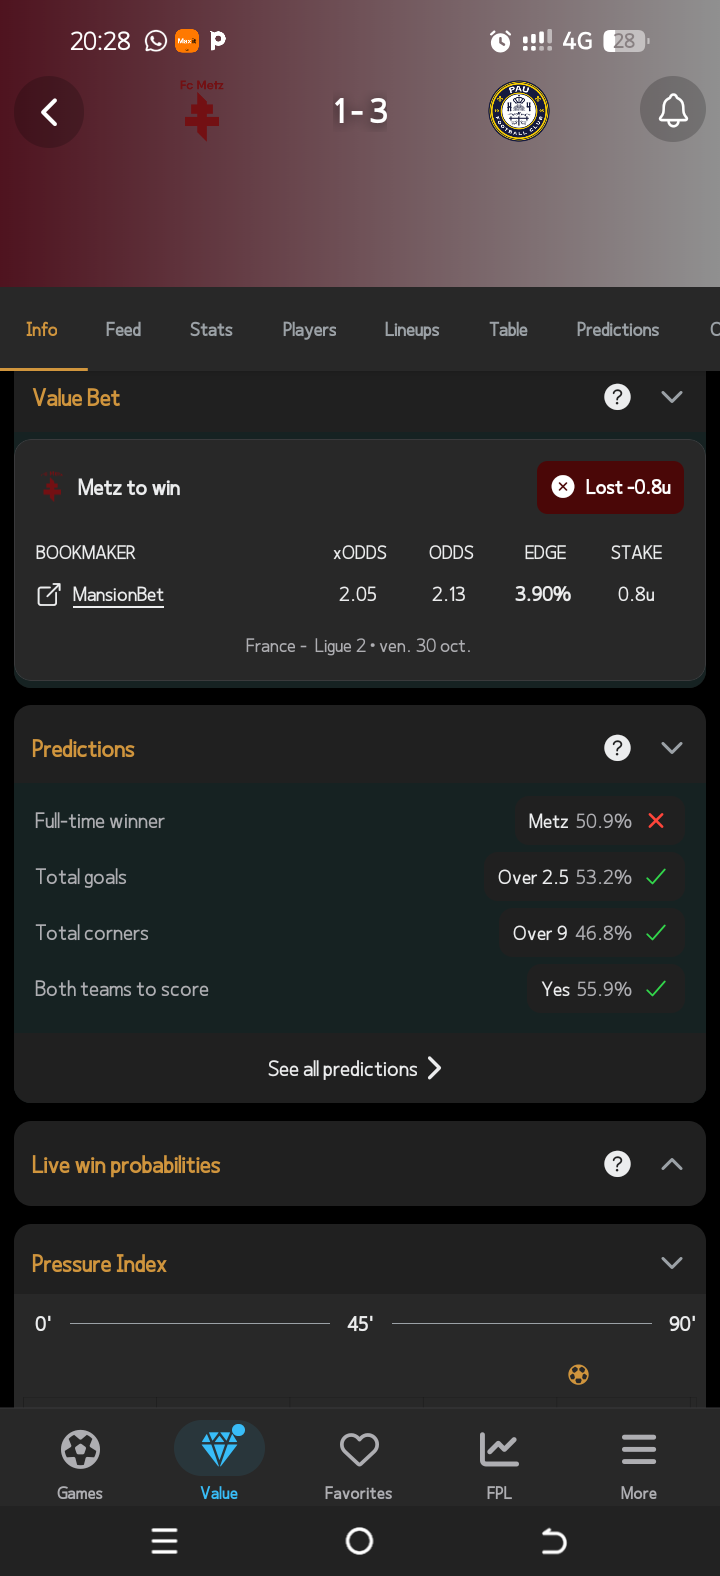 20:28 Max it 4G 28
Fc Metz 1 - 3 PAU FOOTBALL CLUB
Info Feed Stats Players Lineups Table Predictions
Value Bet ?
Metz to win Lost -0.8u
BOOKMAKER xODDS ODDS EDGE STAKE
MansionBet 2.05 2.13 3.90% 0.8u
France - Ligue 2 • ven. 30 oct.
Predictions ?
Full-time winner Metz 50.9%
Total goals Over 2.5 53.2%
Total corners Over 9 46.8%
Both teams to score Yes 55.9%
See all predictions
Live win probabilities ?
Pressure Index
0' 45' 90'
Games Value Favorites FPL More